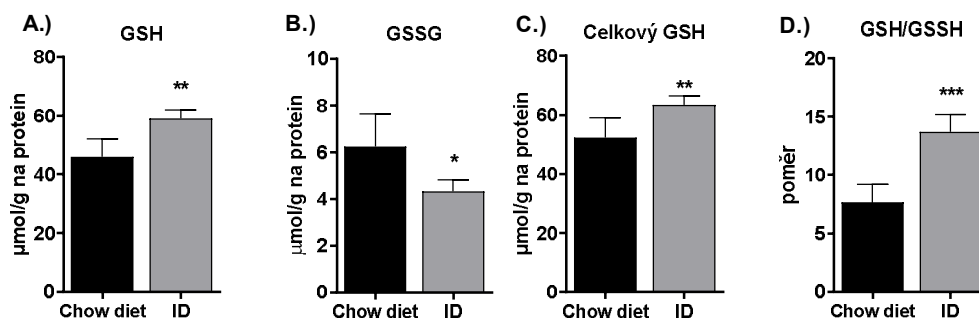 A.)
GSH
µmol/g na protein
80
60
40
20
0
**
Chow diet
ID
B.)
GSSG
µmol/g na protein
10
8
6
4
2
0
*
Chow diet
ID
C.)
Celkový GSH
µmol/g na protein
80
60
40
20
0
**
Chow diet
ID
D.)
GSH/GSSH
poměr
20
15
10
5
0
***
Chow diet
ID